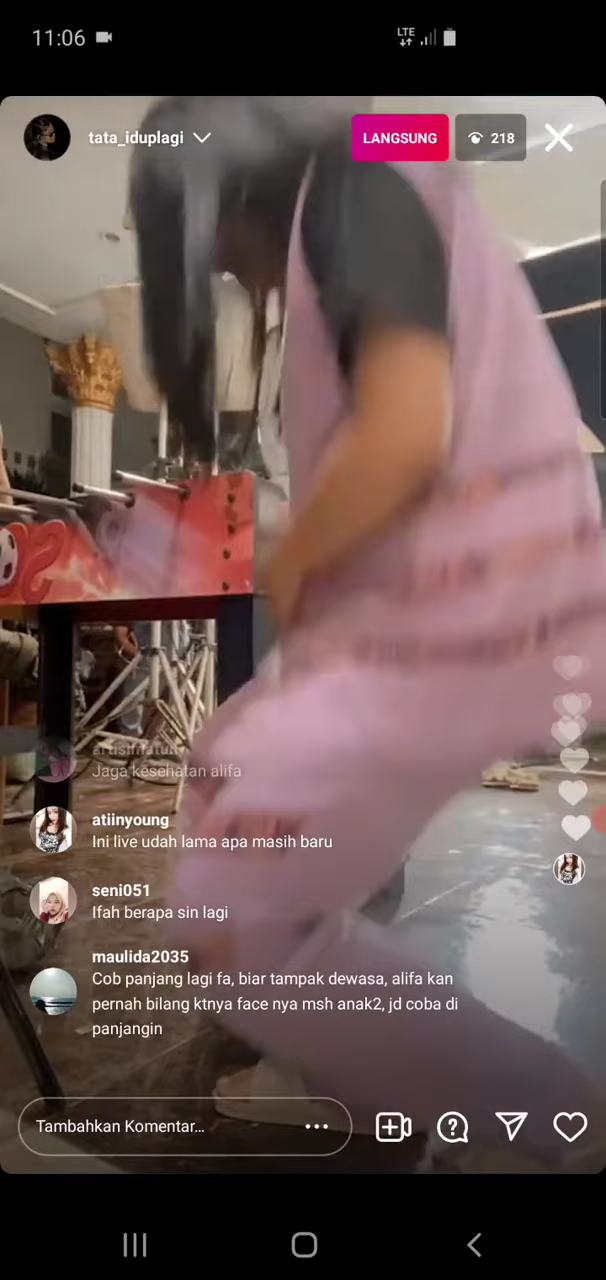 11:06
LTE
tata_iduplagi
LANGSUNG
218
Jaga kesehatan alifa
atiinyoung
Ini live udah lama apa masih baru
seni051
Ifah berapa sin lagi
maulida2035
Cob panjang lagi fa, biar tampak dewasa, alifa kan
pernah bilang ktnya face nya msh anak2, jd coba di
panjangin
Tambahkan Komentar...